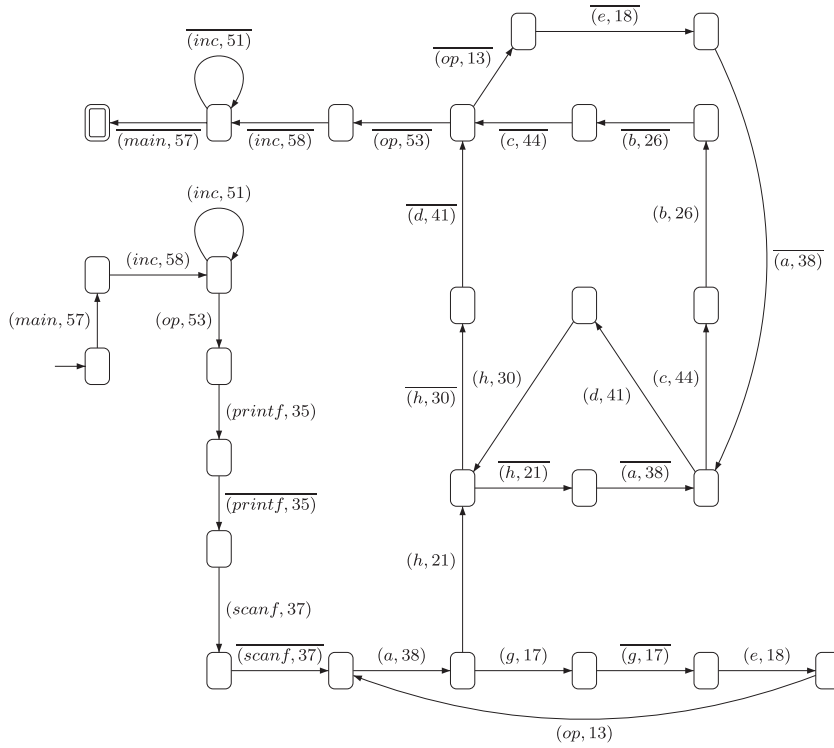 (e, 18)
(inc, 51)
(op, 13)
(main, 57)
(inc, 58)
(op, 53)
(c, 44)
(b, 26)
(inc, 51)
(d, 41)
(b, 26)
(a, 38)
(inc, 58)
(main, 57)
(op, 53)
(h, 30)
(h, 30)
(d, 41)
(c, 44)
(printf, 35)
(h, 21)
(a, 38)
(printf, 35)
(h, 21)
(scanf, 37)
(scanf, 37)
(a, 38)
(g, 17)
(g, 17)
(e, 18)
(op, 13)